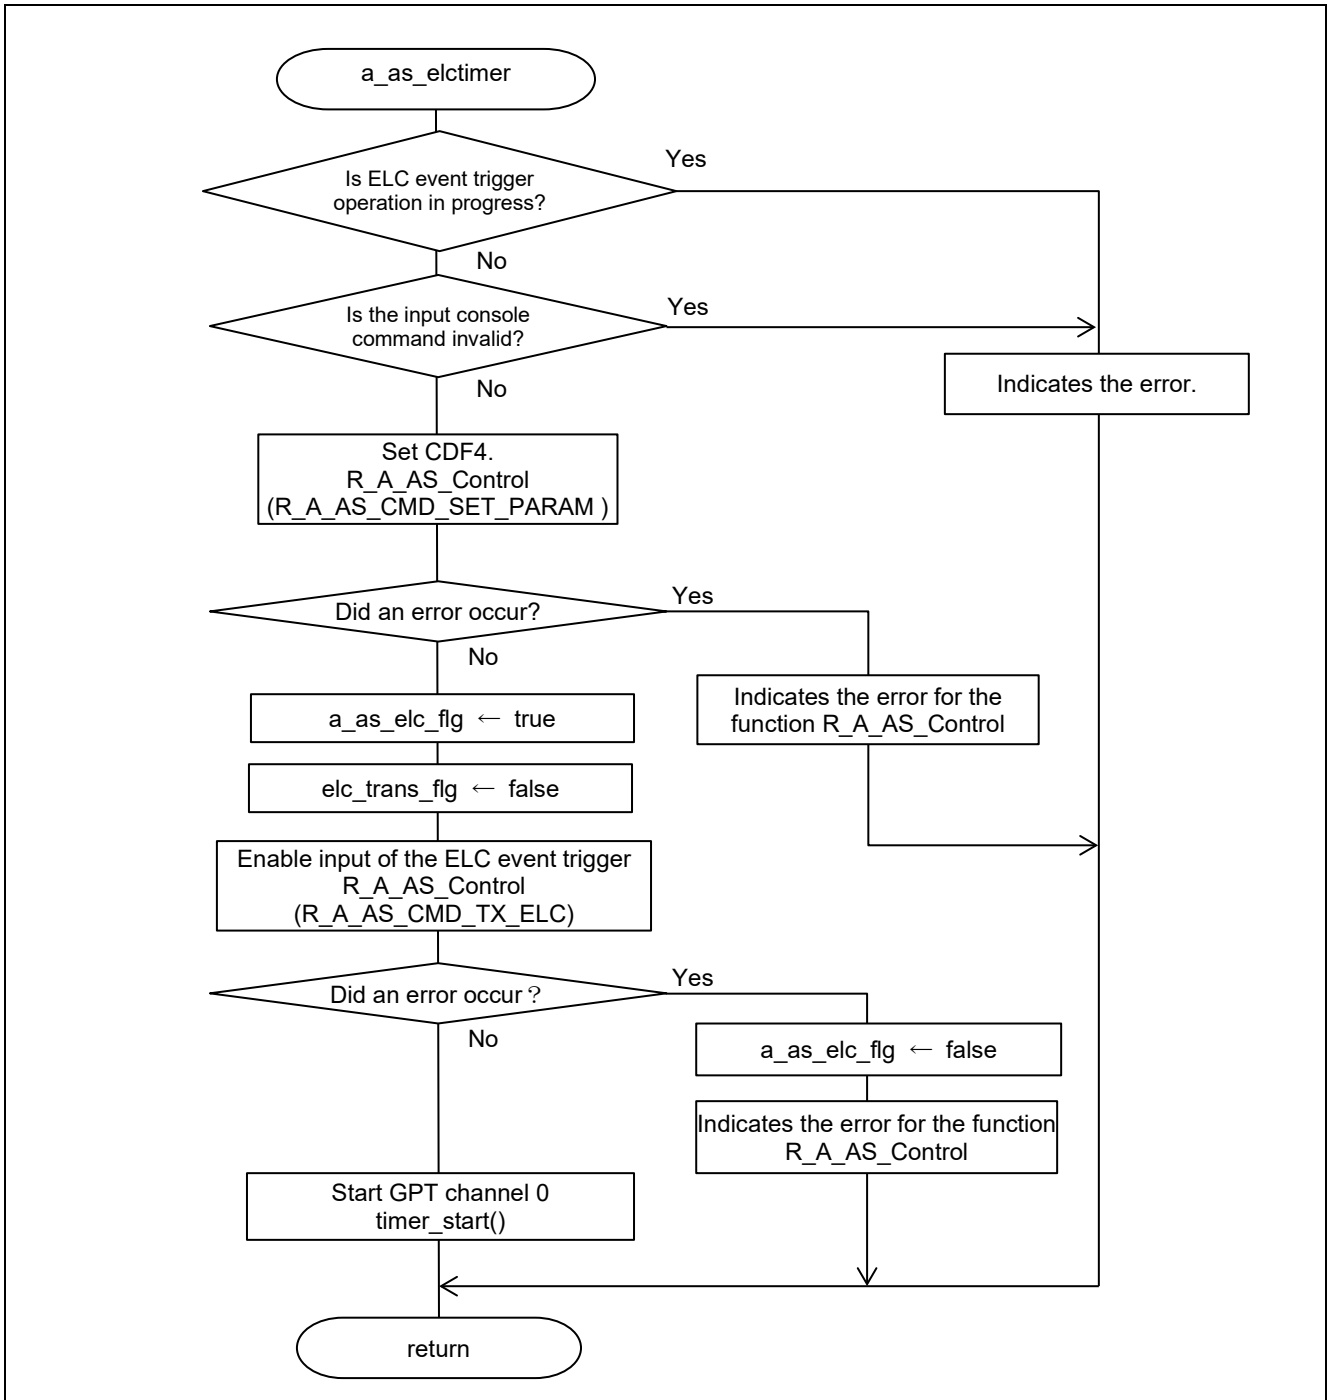 a_as_elctimer
Yes
Is ELC event trigger
operation in progress?
No
Yes
Is the input console
command invalid?
No
Indicates the error.
Set CDF4.
R_A_AS_Control
(R_A_AS_CMD_SET_PARAM )
Yes
Did an error occur?
No
Indicates the error for the
function R_A_AS_Control
a_as_elc_flg ← true
elc_trans_flg ← false
Enable input of the ELC event trigger
R_A_AS_Control
(R_A_AS_CMD_TX_ELC)
Yes
Did an error occur？
No
a_as_elc_flg ← false
Indicates the error for the function
R_A_AS_Control
Start GPT channel 0
timer_start()
return